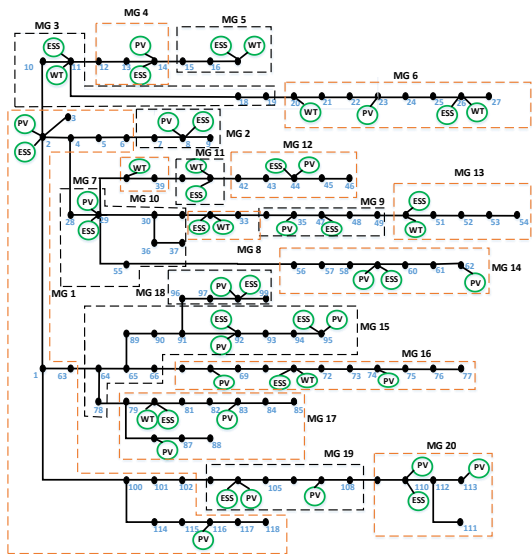 MG 4
MG 5
MG 3
ESS
PV
ESS
WT
10
11
12
13
14
15
16
WT
ESS
MG 6
18
19
20
21
22
23
24
25
26
27
WT
PV
ESS
WT
3
PV
ESS
2
4
5
6
7
8
9
PV
ESS
MG 2
MG 11
MG 12
WT
39
WT
ESS
ESS
PV
42
43
44
45
46
MG 7
PV
ESS
28
29
MG 10
30
36
37
ESS
WT
33
MG 8
PV
35
47
ESS
48
49
MG 9
MG 13
ESS
WT
51
52
53
54
55
56
57
58
PV
ESS
60
61
62
PV
MG 14
MG 1
MG 18
96
97
PV
ESS
99
MG 15
89
90
91
ESS
92
PV
93
94
ESS
PV
95
MG 16
1
63
64
65
66
PV
69
ESS
WT
72
73
74
PV
75
76
77
78
79
WT
ESS
81
82
PV
83
84
85
MG 17
PV
87
88
MG 19
100
101
102
ESS
PV
105
PV
108
MG 20
PV
ESS
110
112
PV
113
111
114
115
116
PV
117
118